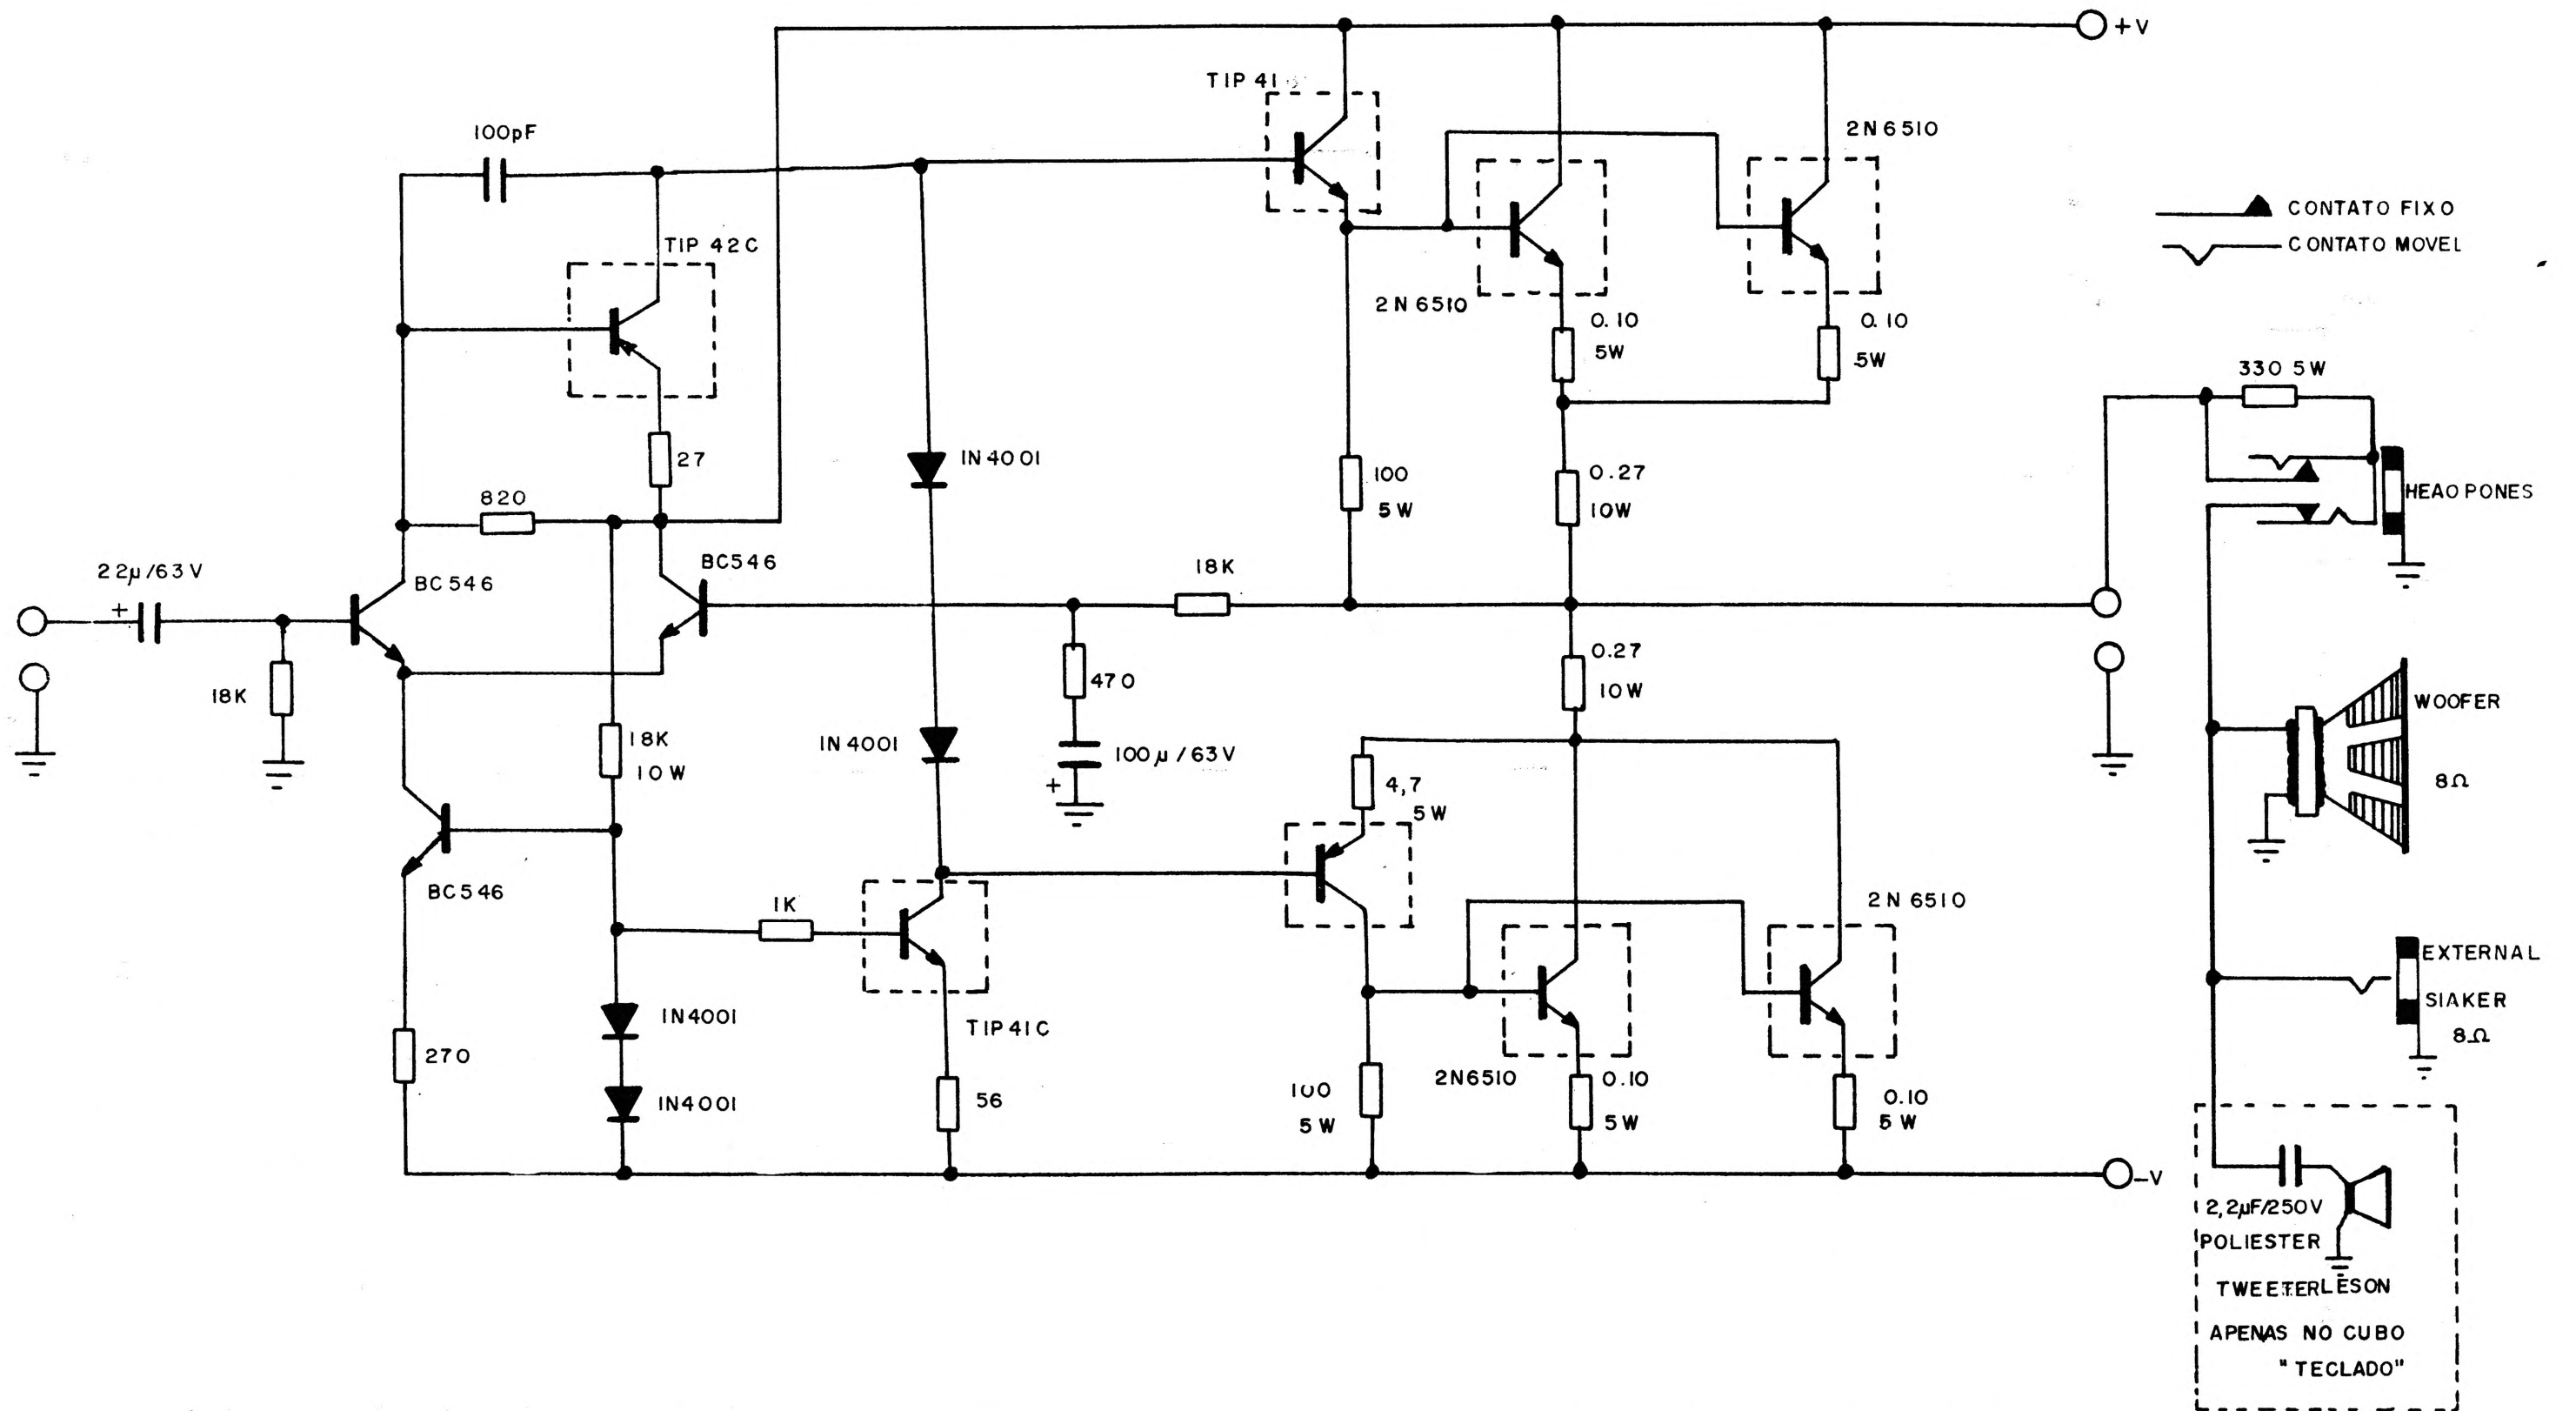 +V
TIP 41
100pF
2N6510
TIP 42C
CONTATO FIXO
CONTATO MOVEL
2N6510
0.10
5W
0.10
5W
330 5W
27
IN4001
100
5W
0.27
10W
HEAOPONES
820
22µ/63V
+
BC546
BC546
18K
18K
470
0.27
10W
WOOFER
8Ω
18K
10W
IN4001
100µ/63V
+
4,7
5W
BC546
1K
2N6510
EXTERNAL
SIAKER
8Ω
IN4001
TIP41C
270
2N6510
0.10
5W
100
5W
0.10
5W
IN4001
56
-V
2,2µF/250V
POLIESTER
TWEETERLESON
APENAS NO CUBO
"TECLADO"